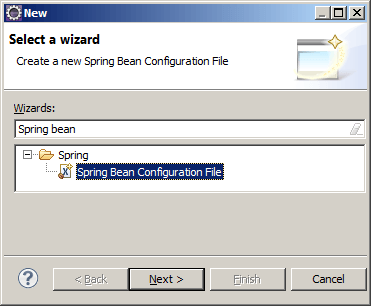 New
Select a wizard
Create a new Spring Bean Configuration File
Wizards:
Spring bean
Spring
Spring Bean Configuration File
? < Back Next > Finish Cancel